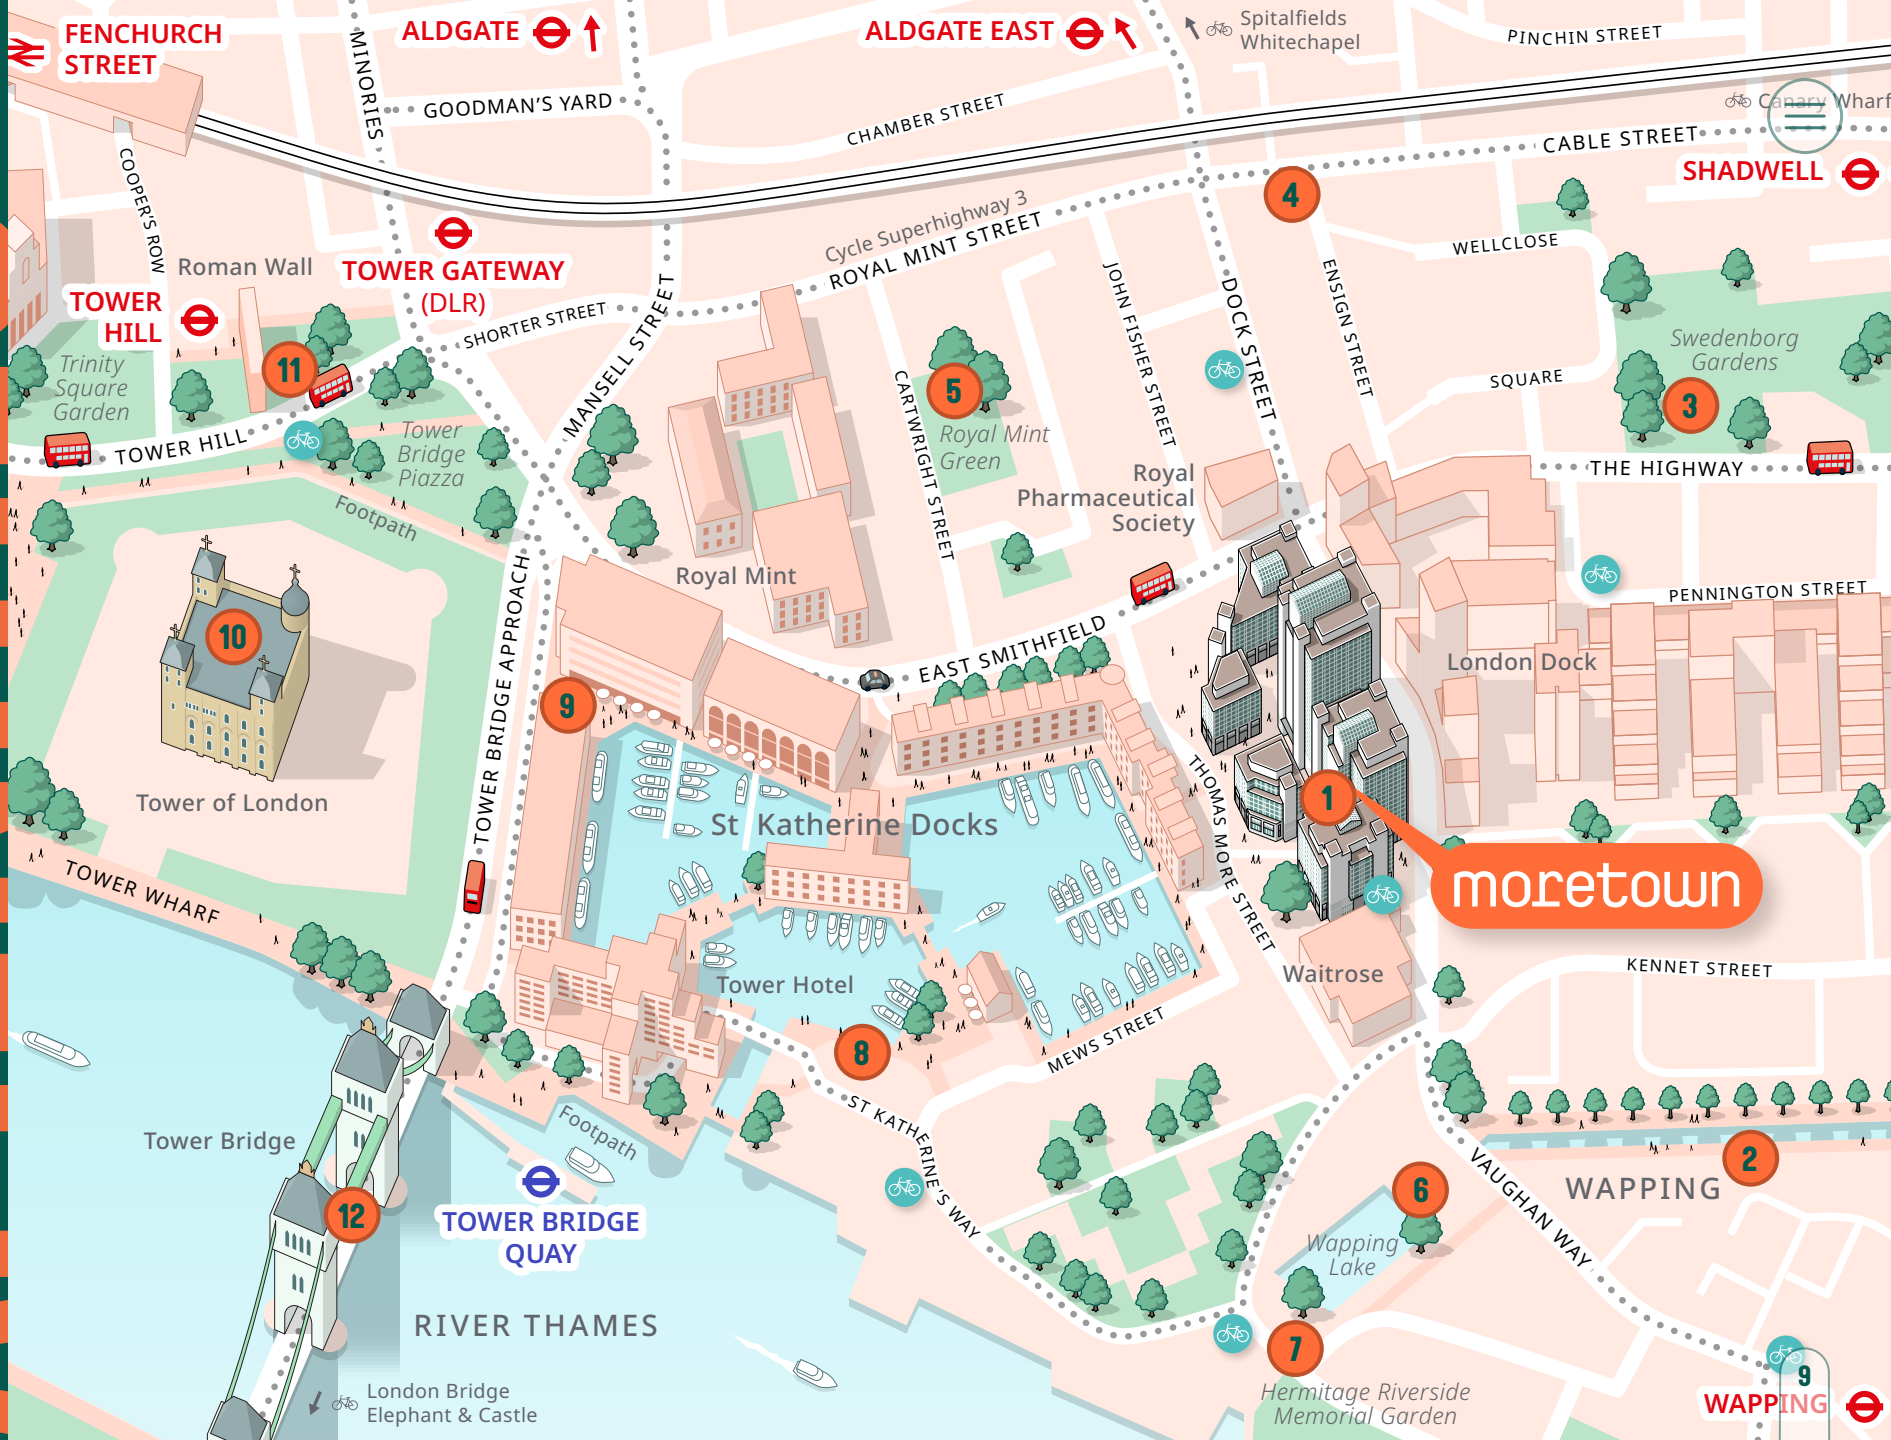 FENCHURCH
STREET
ALDGATE
ALDGATE EAST
Spitalfields
Whitechapel
PINCHIN STREET
MINORIES
GOODMAN'S YARD
CHAMBER STREET
Canary Wharf
CABLE STREET
SHADWELL
COOPER'S ROW
Cycle Superhighway 3
ROYAL MINT STREET
4
Roman Wall
TOWER GATEWAY
(DLR)
TOWER
HILL
SHORTER STREET
MANSELL STREET
JOHN FISHER STREET
DOCK STREET
ENSIGN STREET
WELLCLOSE
SQUARE
Swedenborg
Gardens
3
Trinity
Square
Garden
11
TOWER HILL
Tower
Bridge
Piazza
Footpath
CARTWRIGHT STREET
5
Royal Mint
Green
Royal
Pharmaceutical
Society
THE HIGHWAY
Royal Mint
PENNINGTON STREET
EAST SMITHFIELD
London Dock
10
Tower of London
TOWER BRIDGE APPROACH
9
St Katherine Docks
THOMAS MORE STREET
1
moretown
TOWER WHARF
Tower Hotel
Waitrose
KENNET STREET
8
MEWS STREET
ST KATHERINE'S WAY
Footpath
Tower Bridge
12
TOWER BRIDGE
QUAY
RIVER THAMES
London Bridge
Elephant & Castle
6
Wapping
Lake
7
Hermitage Riverside
Memorial Garden
VAUGHAN WAY
WAPPING
2
9
WAPPING